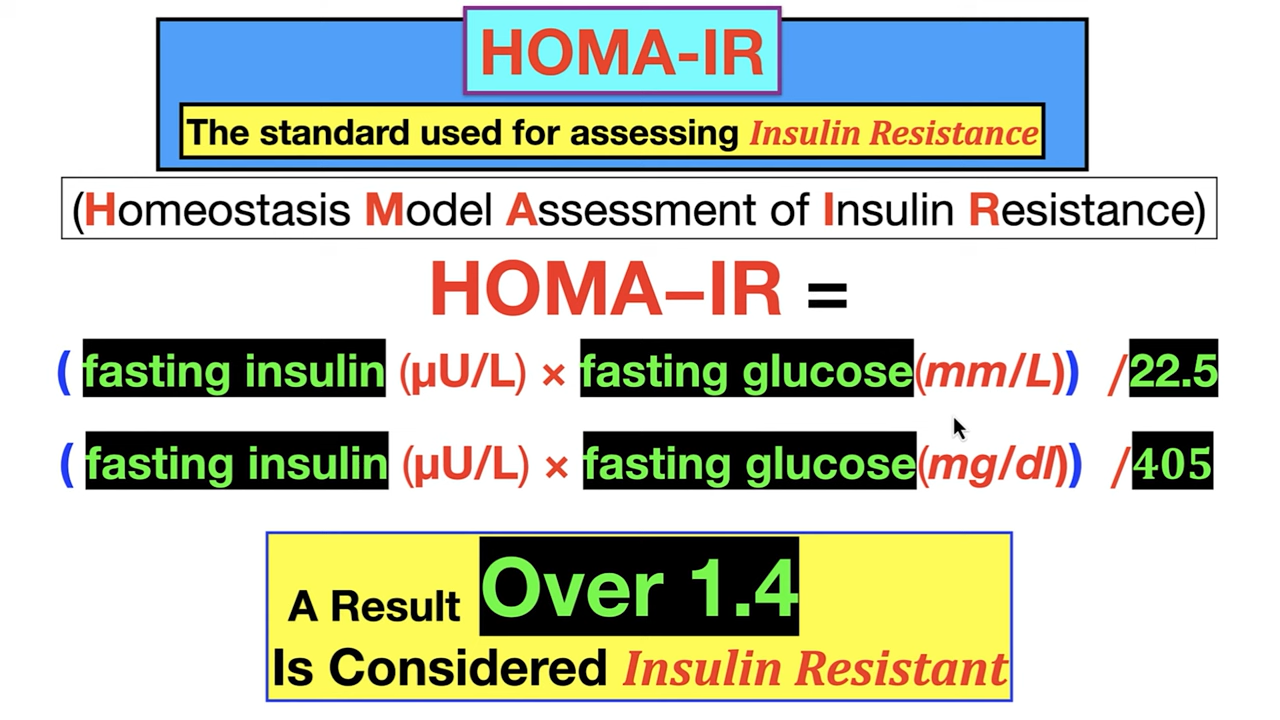 HOMA-IR
The standard used for assessing Insulin Resistance
(Homeostasis Model Assessment of Insulin Resistance)
HOMA–IR =
( fasting insulin (µU/L) × fasting glucose(mm/L)) /22.5
( fasting insulin (µU/L) × fasting glucose(mg/dl)) /405
A Result Over 1.4
Is Considered Insulin Resistant